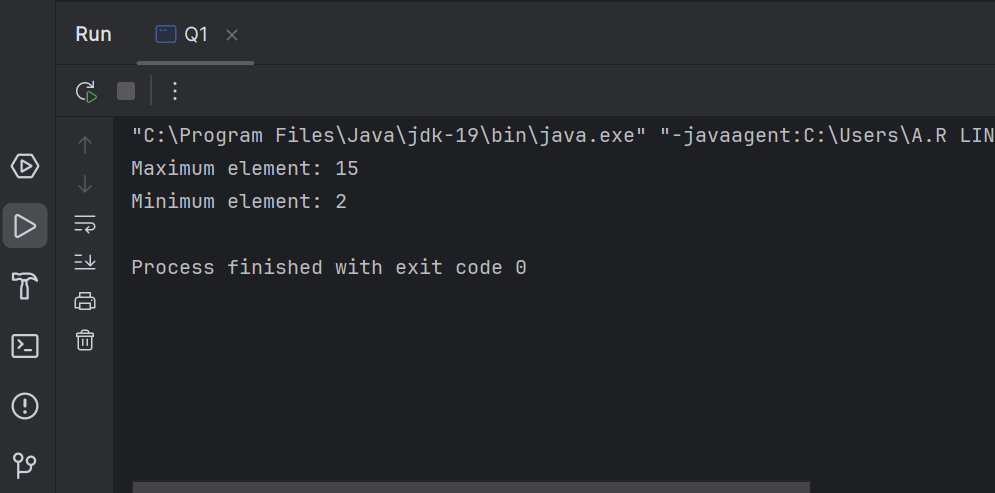 Run Q1
"C:\Program Files\Java\jdk-19\bin\java.exe" "-javaagent:C:\Users\A.R LIN
Maximum element: 15
Minimum element: 2
Process finished with exit code 0